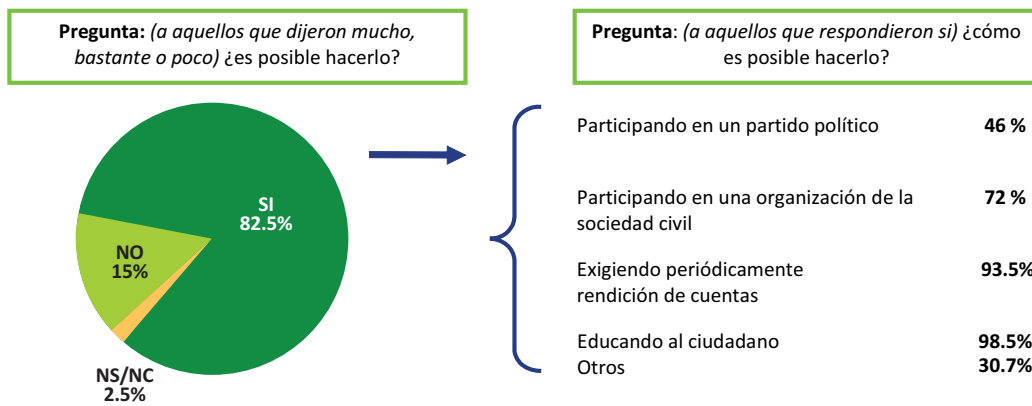 Pregunta: (a aquellos que dijeron mucho,
bastante o poco) ¿es posible hacerlo?
SI
82.5%
NO
15%
NS/NC
2.5%
Pregunta: (a aquellos que respondieron si) ¿cómo
es posible hacerlo?
Participando en un partido político 46 %
Participando en una organización de la 72 %
sociedad civil
Exigiendo periódicamente 93.5%
rendición de cuentas
Educando al ciudadano 98.5%
Otros 30.7%